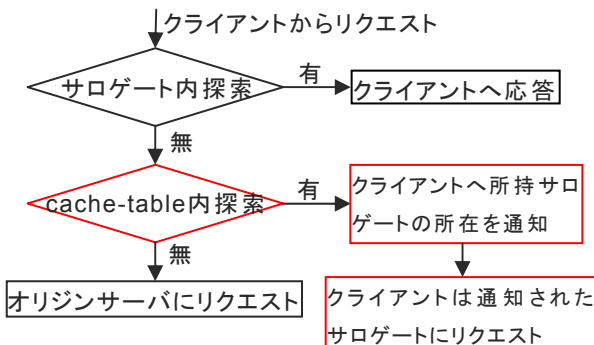 クライアントからリクエスト
サロゲート内探索
有
クライアントへ応答
無
cache-table内探索
有
クライアントへ所持サロ
ゲートの所在を通知
無
オリジンサーバにリクエスト
クライアントは通知された
サロゲートにリクエスト